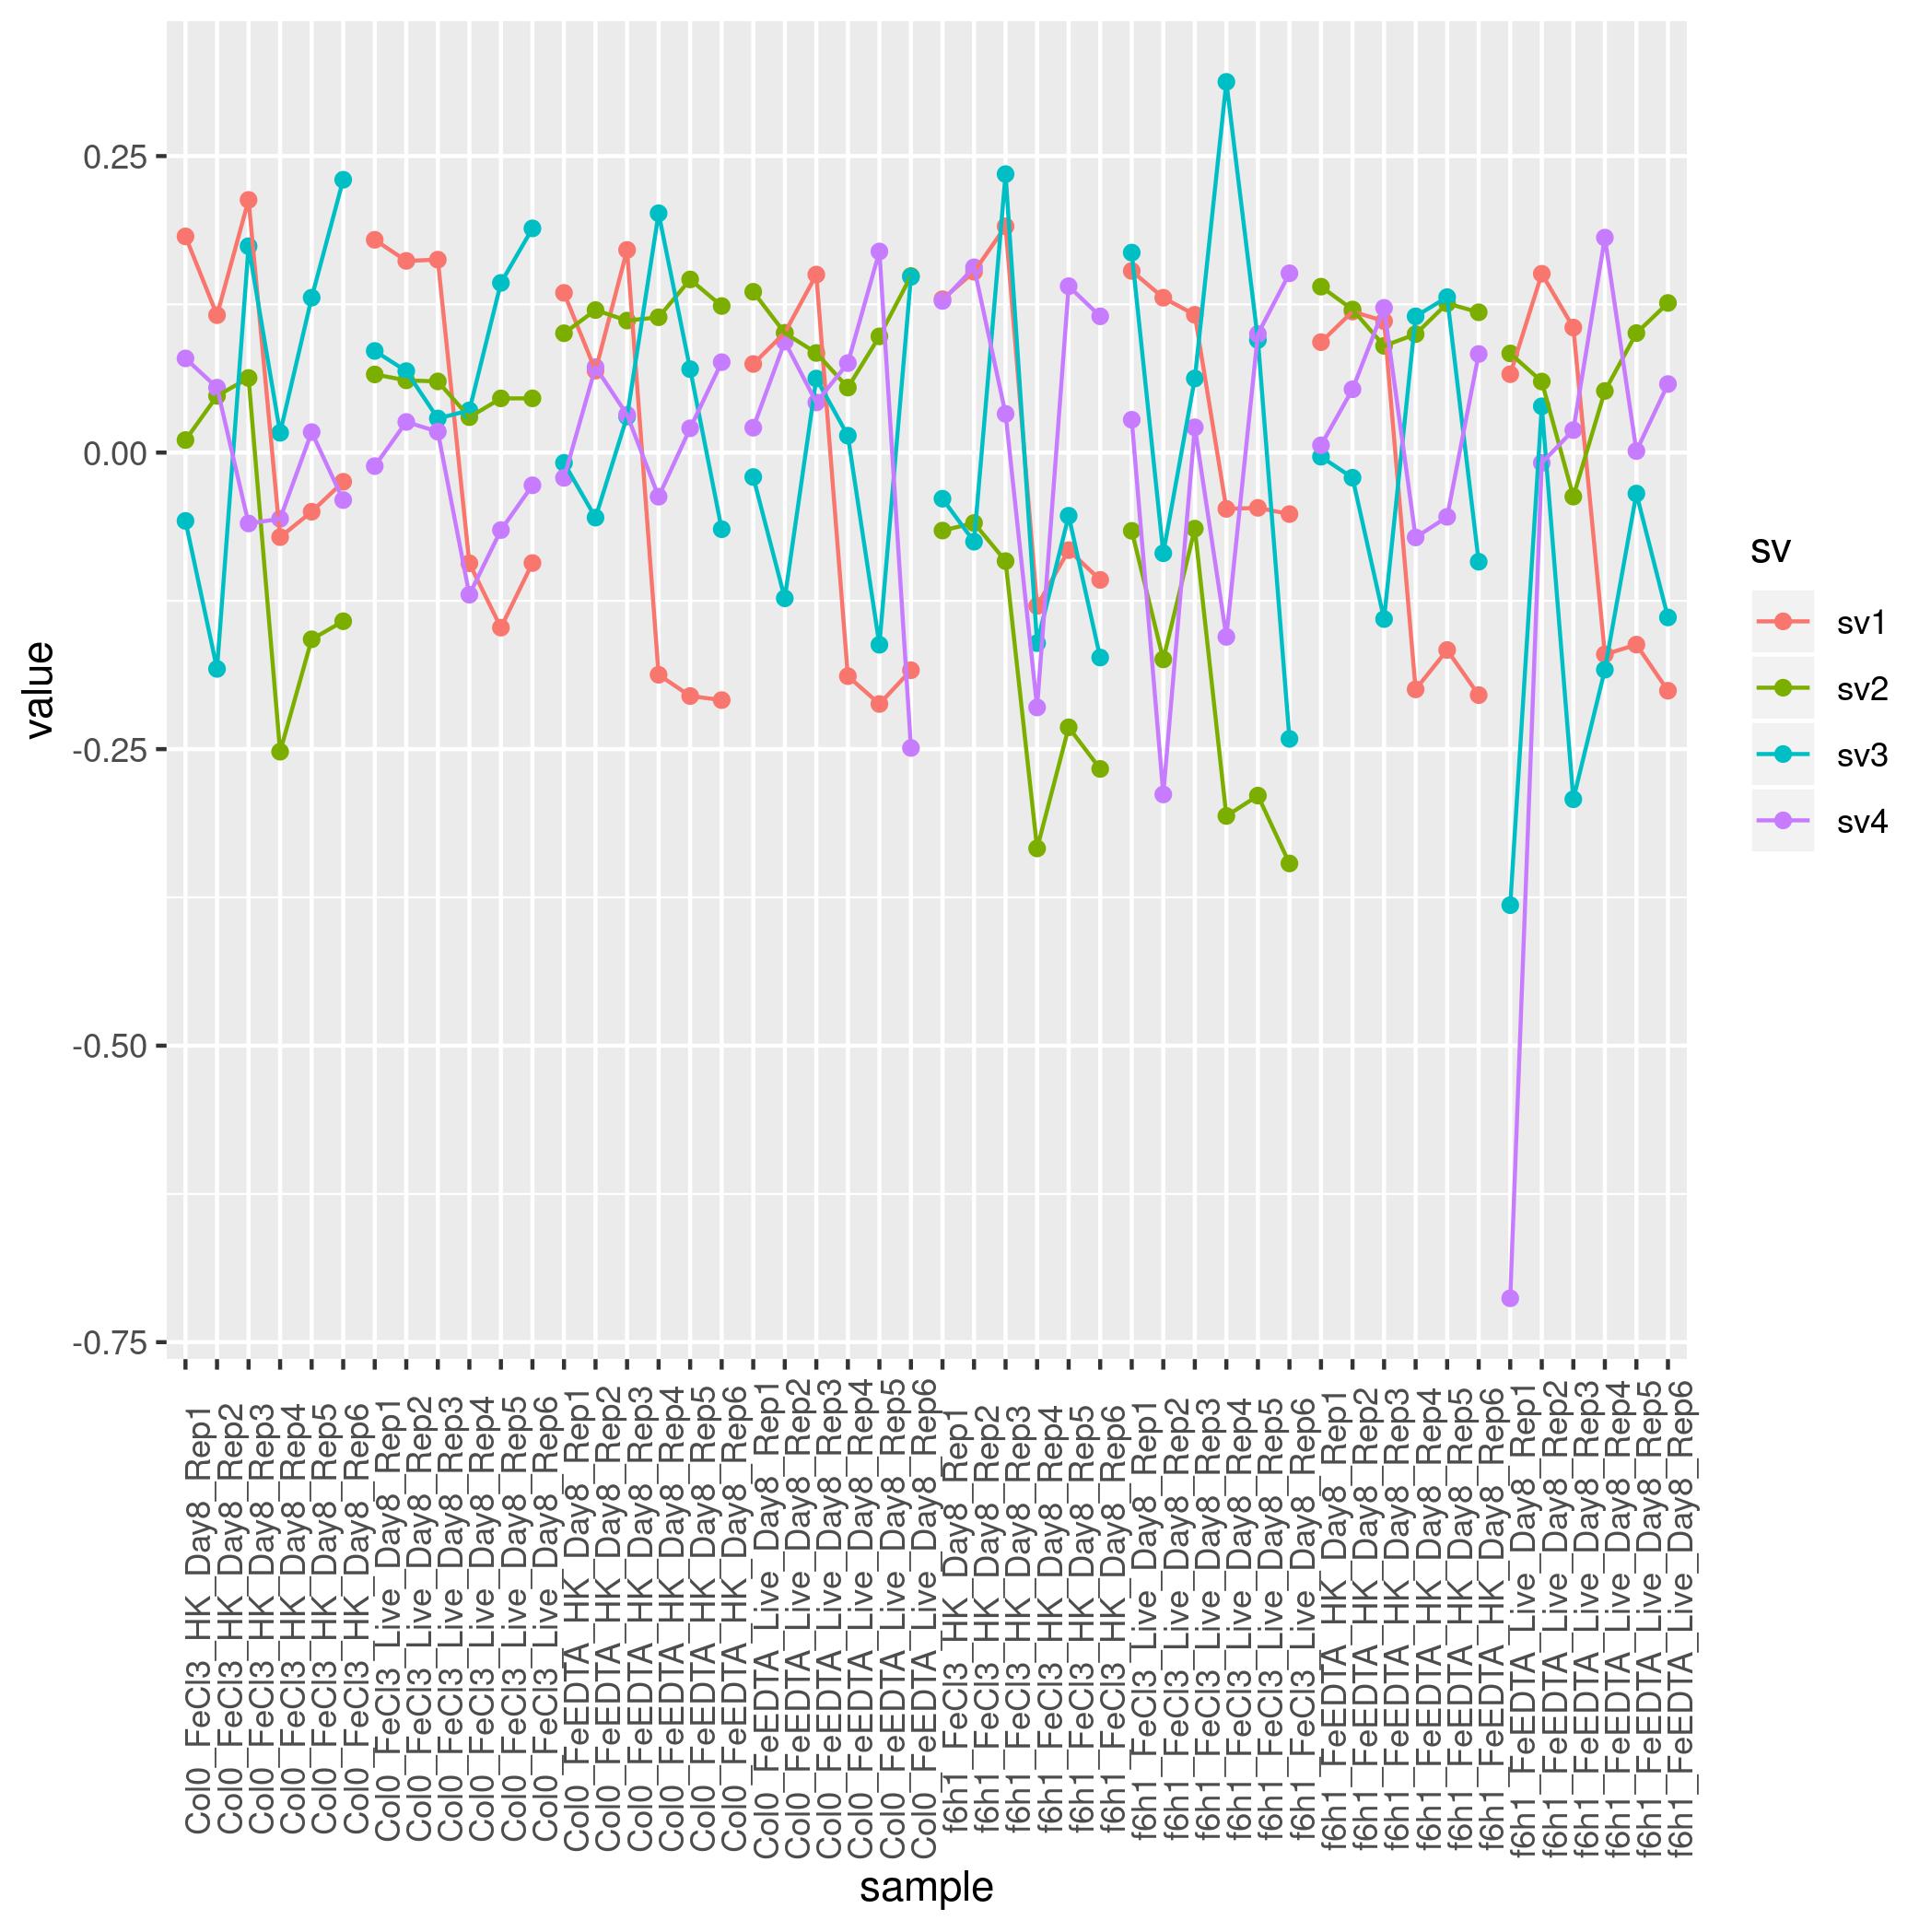 0.25
0.00
-0.25
-0.50
-0.75
value
Col0_FeCl3_HK_Day8_Rep1
Col0_FeCl3_HK_Day8_Rep2
Col0_FeCl3_HK_Day8_Rep3
Col0_FeCl3_HK_Day8_Rep4
Col0_FeCl3_HK_Day8_Rep5
Col0_FeCl3_HK_Day8_Rep6
Col0_FeCl3_Live_Day8_Rep1
Col0_FeCl3_Live_Day8_Rep2
Col0_FeCl3_Live_Day8_Rep3
Col0_FeCl3_Live_Day8_Rep4
Col0_FeCl3_Live_Day8_Rep5
Col0_FeCl3_Live_Day8_Rep6
Col0_FeEDTA_HK_Day8_Rep1
Col0_FeEDTA_HK_Day8_Rep2
Col0_FeEDTA_HK_Day8_Rep3
Col0_FeEDTA_HK_Day8_Rep4
Col0_FeEDTA_HK_Day8_Rep5
Col0_FeEDTA_HK_Day8_Rep6
Col0_FeEDTA_Live_Day8_Rep1
Col0_FeEDTA_Live_Day8_Rep2
Col0_FeEDTA_Live_Day8_Rep3
Col0_FeEDTA_Live_Day8_Rep4
Col0_FeEDTA_Live_Day8_Rep5
Col0_FeEDTA_Live_Day8_Rep6
f6h1_FeCl3_HK_Day8_Rep1
f6h1_FeCl3_HK_Day8_Rep2
f6h1_FeCl3_HK_Day8_Rep3
f6h1_FeCl3_HK_Day8_Rep4
f6h1_FeCl3_HK_Day8_Rep5
f6h1_FeCl3_HK_Day8_Rep6
f6h1_FeCl3_Live_Day8_Rep1
f6h1_FeCl3_Live_Day8_Rep2
f6h1_FeCl3_Live_Day8_Rep3
f6h1_FeCl3_Live_Day8_Rep4
f6h1_FeCl3_Live_Day8_Rep5
f6h1_FeCl3_Live_Day8_Rep6
f6h1_FeEDTA_HK_Day8_Rep1
f6h1_FeEDTA_HK_Day8_Rep2
f6h1_FeEDTA_HK_Day8_Rep3
f6h1_FeEDTA_HK_Day8_Rep4
f6h1_FeEDTA_HK_Day8_Rep5
f6h1_FeEDTA_HK_Day8_Rep6
f6h1_FeEDTA_Live_Day8_Rep1
f6h1_FeEDTA_Live_Day8_Rep2
f6h1_FeEDTA_Live_Day8_Rep3
f6h1_FeEDTA_Live_Day8_Rep4
f6h1_FeEDTA_Live_Day8_Rep5
f6h1_FeEDTA_Live_Day8_Rep6
sample
sv
sv1
sv2
sv3
sv4